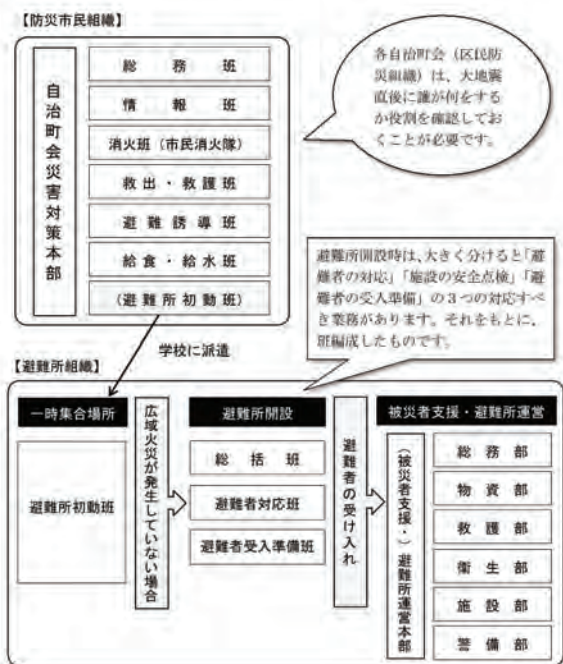 【防災市民組織】
自治町会災害対策本部
総務班
情報班
消火班（市民消火隊）
救出・救護班
避難誘導班
給食・給水班
（避難所初動班）
各自治町会（区民防
災組織）は、大地震
直後に誰が何をする
か役割を確認してお
くことが必要です。
避難所開設時は、大きく分けると「避
難者の対応」「施設の安全点検」「避
難者の受入準備」の３つの対応すべ
き業務があります。それをもとに、
班編成したものです。
学校に派遣
【避難所組織】
一時集合場所
避難所初動班
広域火災が発生していない場合
避難所開設
総括班
避難者対応班
避難者受入準備班
避難者の受け入れ
被災者支援・避難所運営
（被災者支援・）避難所運営本部
総務部
物資部
救護部
衛生部
施設部
警備部